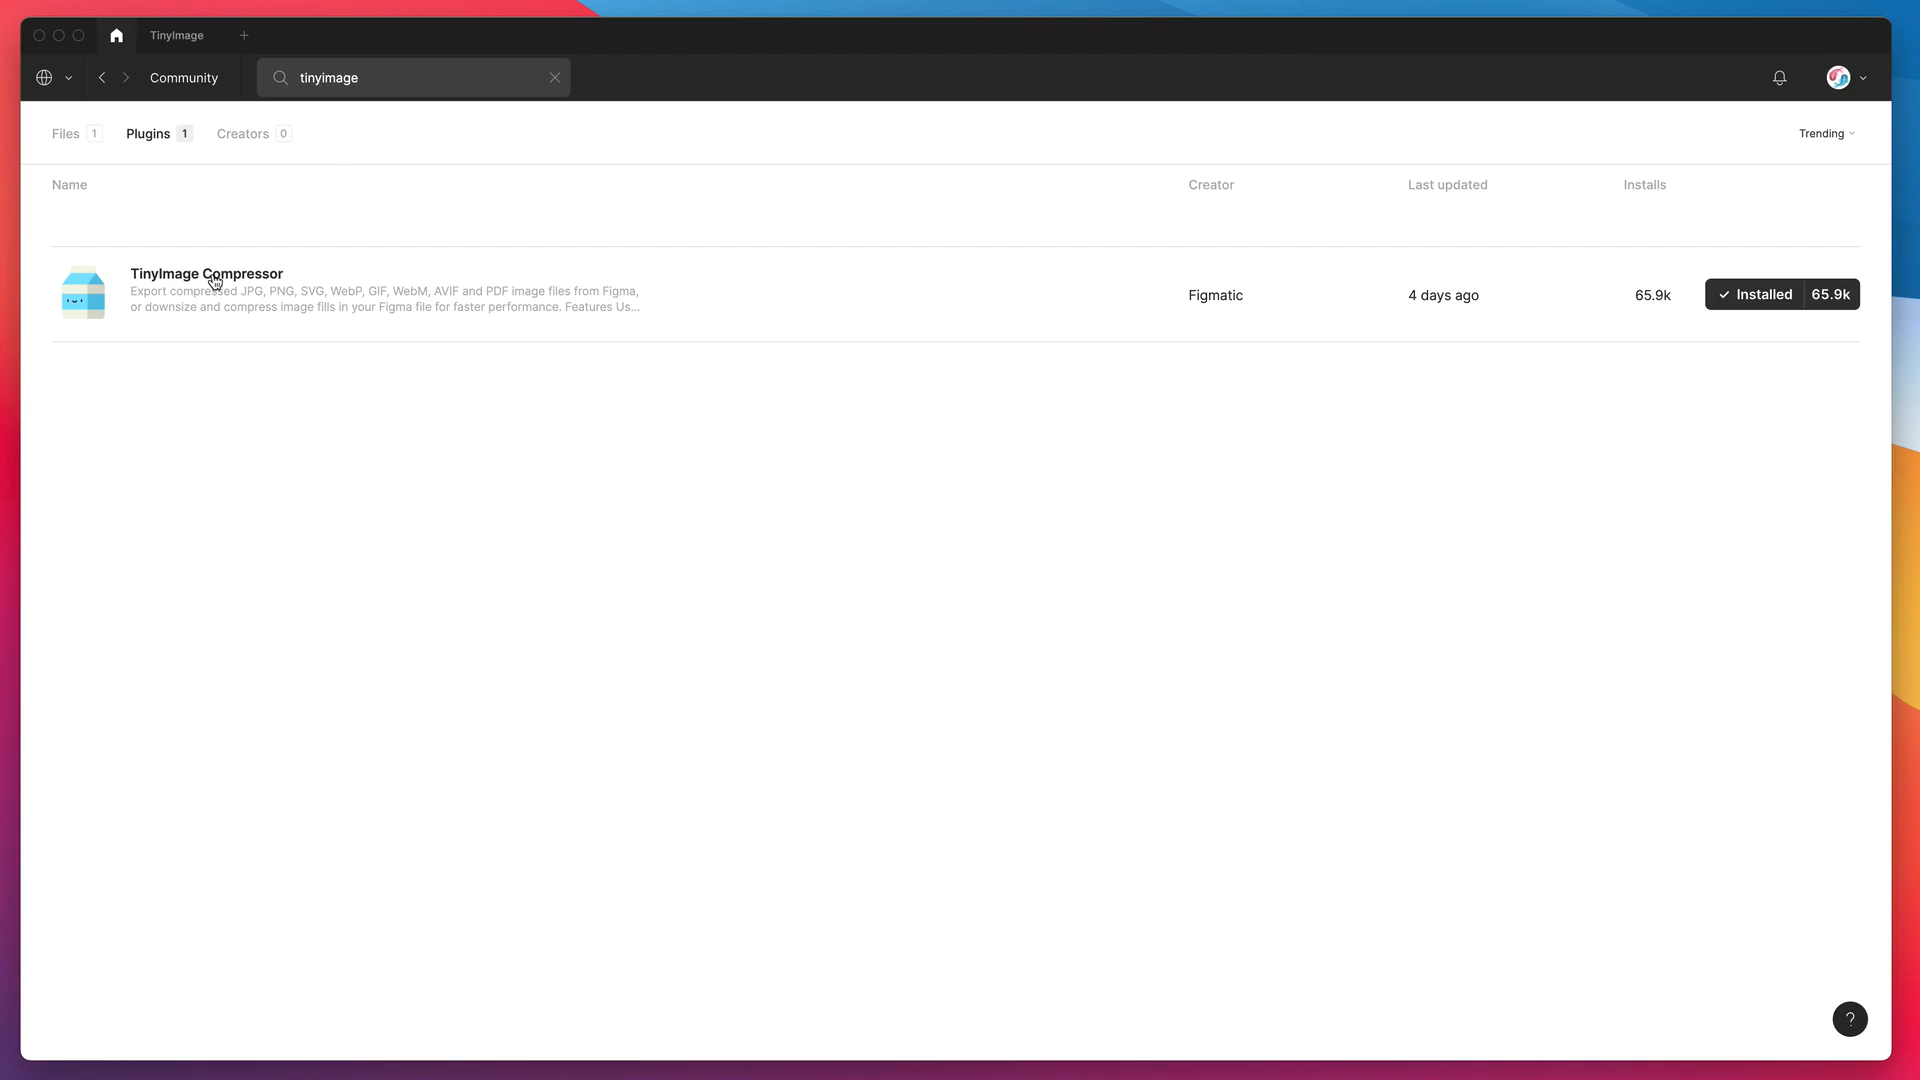 TinyImage
Community
tinyimage
Files 1
Plugins 1
Creators 0
Trending
Name
Creator
Last updated
Installs
TinyImage Compressor
Export compressed JPG, PNG, SVG, WebP, GIF, WebM, AVIF and PDF image files from Figma,
or downsize and compress image fills in your Figma file for faster performance. Features Us...
Figmatic
4 days ago
65.9k
Installed 65.9k
?